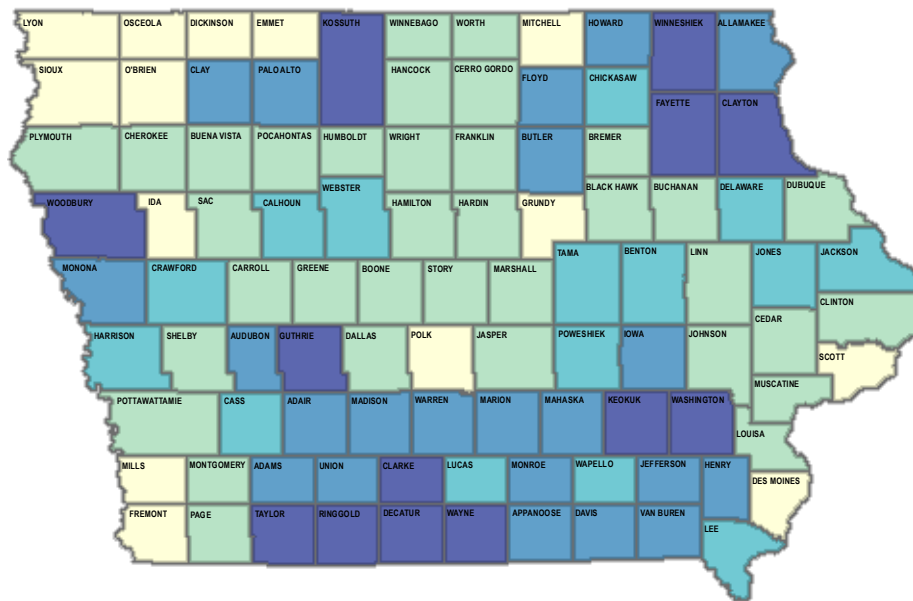 LYON OSCEOLA DICKINSON EMMET KOSSUTH WINNEBAGO WORTH MITCHELL HOWARD WINNESHIEK ALLAMAKEE
SIOUX O'BRIEN CLAY PALO ALTO HANCOCK CERRO GORDO FLOYD CHICKASAW
FAYETTE CLAYTON
PLYMOUTH CHEROKEE BUENA VISTA POCAHONTAS HUMBOLDT WRIGHT FRANKLIN BUTLER BREMER
WOODBURY IDA SAC CALHOUN WEBSTER HAMILTON HARDIN GRUNDY BLACK HAWK BUCHANAN DELAWARE DUBUQUE
MONONA CRAWFORD CARROLL GREENE BOONE STORY MARSHALL TAMA BENTON LINN JONES JACKSON
CLINTON
CEDAR
HARRISON SHELBY AUDUBON GUTHRIE DALLAS POLK JASPER POWESHIEK IOWA JOHNSON SCOTT
MUSCATINE
POTTAWATTAMIE CASS ADAIR MADISON WARREN MARION MAHASKA KEOKUK WASHINGTON
LOUISA
MILLS MONTGOMERY ADAMS UNION CLARKE LUCAS MONROE WAPELLO JEFFERSON HENRY DES MOINES
FREMONT PAGE TAYLOR RINGGOLD DECATUR WAYNE APPANOOSE DAVIS VAN BUREN LEE